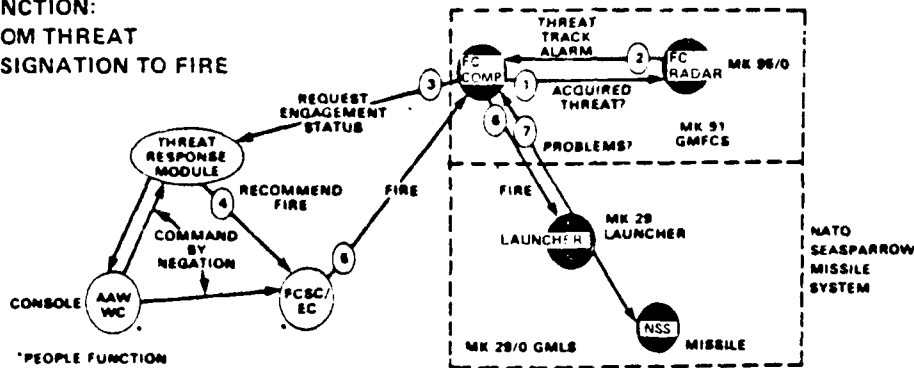 NCTION:
OM THREAT
SIGNATION TO FIRE
THREAT
TRACK
ALARM
FC
COMP
2
FC
RADAR
MK 95/0
3
1
ACQUIRED
THREAT?
REQUEST
ENGAGEMENT
STATUS
6
7
PROBLEMS?
MK 91
GMFCS
THREAT
RESPONSE
MODULE
4
RECOMMEND
FIRE
FIRE
FIRE
COMMAND
BY
NEGATION
5
LAUNCHER
MK 29
LAUNCHER
NATO
SEASPARROW
MISSILE
SYSTEM
CONSOLE
AAW
WC
FCSC/
EC
NSS
MISSILE
MK 29/0 GMLS
*PEOPLE FUNCTION